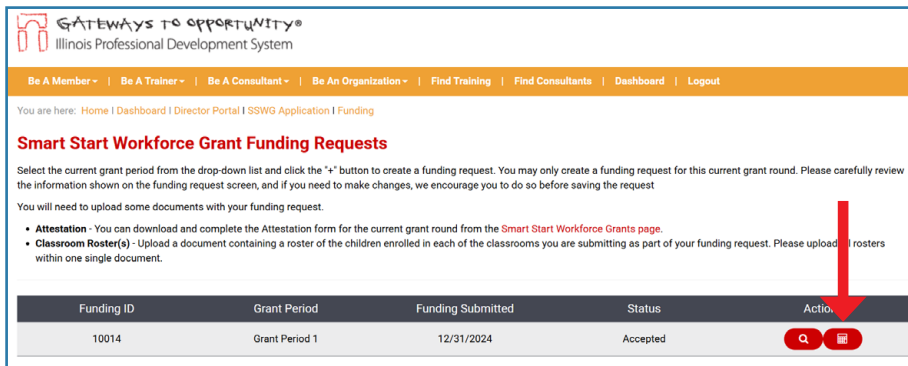 GATEWAYS TO OPPORTUNITY®
Illinois Professional Development System
Be A Member | Be A Trainer | Be A Consultant | Be An Organization | Find Training | Find Consultants | Dashboard | Logout
You are here: Home I Dashboard I Director Portal I SSWG Application I Funding
Smart Start Workforce Grant Funding Requests
Select the current grant period from the drop-down list and click the "+" button to create a funding request. You may only create a funding request for this current grant round. Please carefully review
the information shown on the funding request screen, and if you need to make changes, we encourage you to do so before saving the request
You will need to upload some documents with your funding request.
• Attestation - You can download and complete the Attestation form for the current grant round from the Smart Start Workforce Grants page.
• Classroom Roster(s) - Upload a document containing a roster of the children enrolled in each of the classrooms you are submitting as part of your funding request. Please upload rosters
within one single document.
Funding ID Grant Period Funding Submitted Status
10014 Grant Period 1 12/31/2024 Accepted